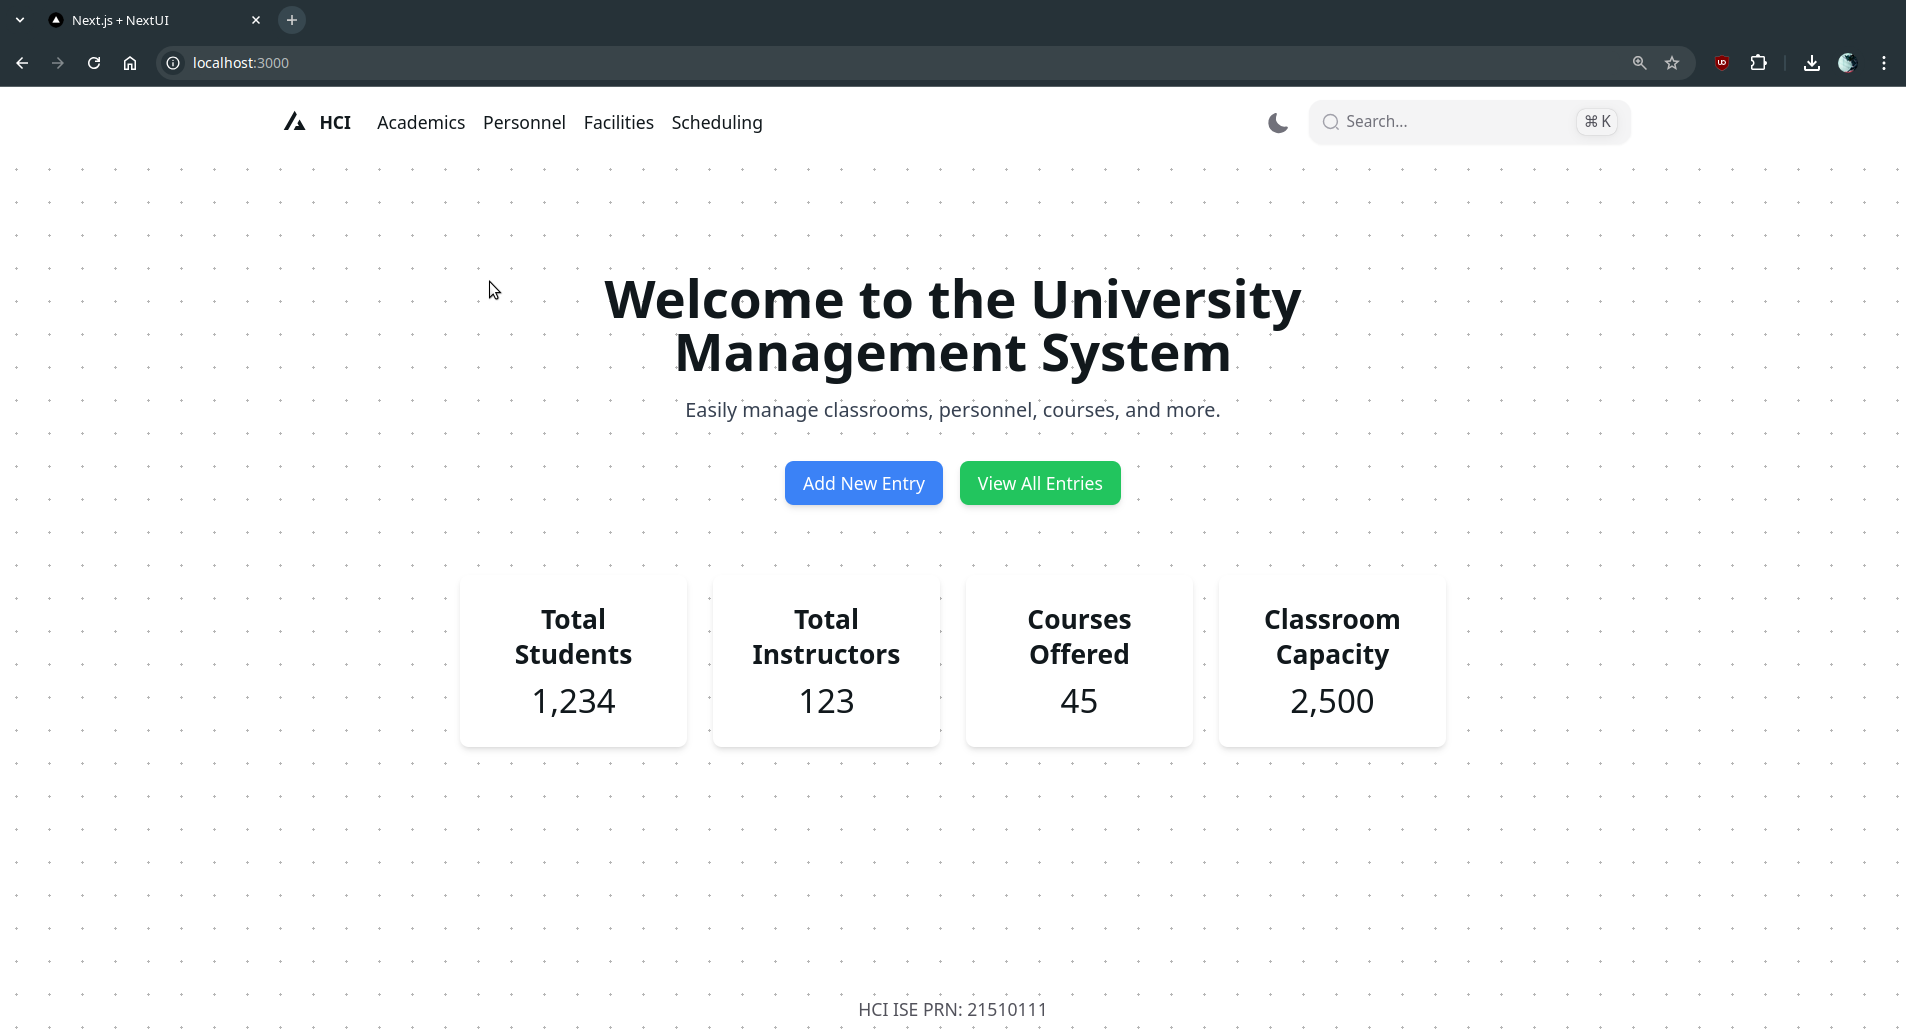 Next.js + NextUI
localhost:3000
HCI Academics Personnel Facilities Scheduling Search... ⌘ K
Welcome to the University
Management System
Easily manage classrooms, personnel, courses, and more.
Add New Entry View All Entries
Total
Students
1,234
Total
Instructors
123
Courses
Offered
45
Classroom
Capacity
2,500
HCI ISE PRN: 21510111